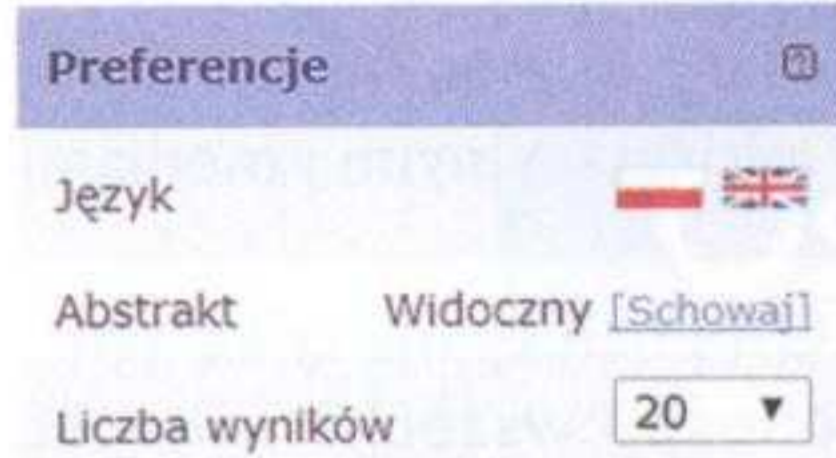 Preferencje ?
Język
Abstrakt Widoczny [Schowaj]
Liczba wyników 20 ▼